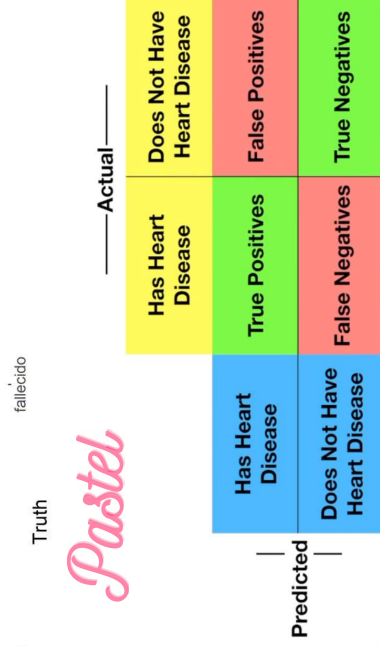 Truth
fallecido
Pastel
Actual
Has Heart
Disease
Does Not Have
Heart Disease
Predicted
Has Heart
Disease
True Positives
False Positives
Does Not Have
Heart Disease
False Negatives
True Negatives